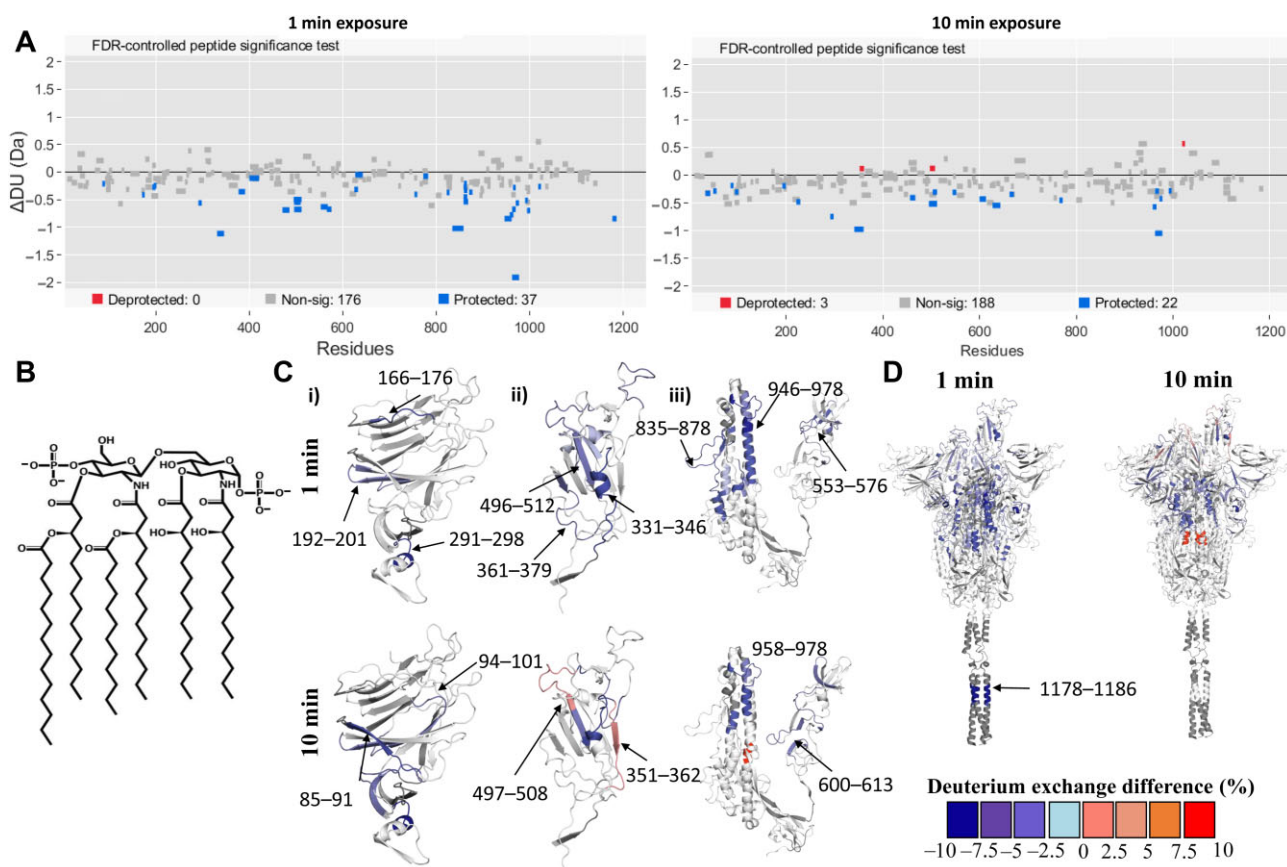 1 min exposure
10 min exposure
A
FDR-controlled peptide significance test
FDR-controlled peptide significance test
ΔDU (Da)
2
1.5
1
0.5
0
−0.5
−1
−1.5
−2
Deprotected: 0
Non-sig: 176
Protected: 37
200
400
600
800
1000
1200
Residues
2
1.5
1
0.5
0
−0.5
−1
−1.5
−2
Deprotected: 3
Non-sig: 188
Protected: 22
200
400
600
800
1000
1200
Residues
B
OH
−O-P-O
O
O−
O
HO
O
O
NH
O
O
NH
O-P-O−
O
O−
O
O
O
O
O
O
HO
HO
O
O
C
i)
ii)
iii)
1 min
166–176
192–201
291–298
496–512
331–346
361–379
835–878
946–978
553–576
10 min
94–101
85–91
497–508
351–362
958–978
600–613
D
1 min
10 min
1178–1186
Deuterium exchange difference (%)
−10 −7.5 −5 −2.5 0 2.5 5 7.5 10